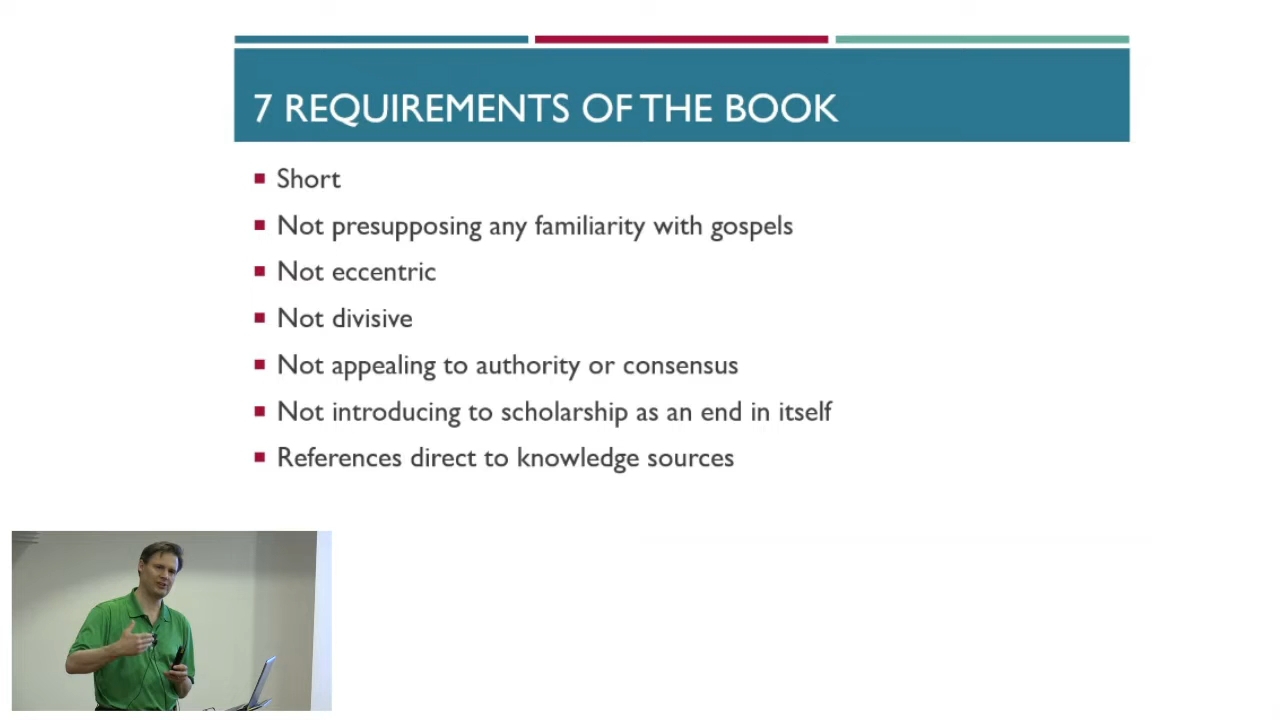 7 REQUIREMENTS OF THE BOOK
Short
Not presupposing any familiarity with gospels
Not eccentric
Not divisive
Not appealing to authority or consensus
Not introducing to scholarship as an end in itself
References direct to knowledge sources